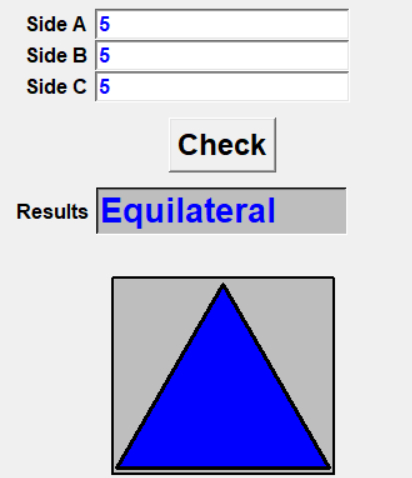 Side A 5
Side B 5
Side C 5
Check
Results Equilateral